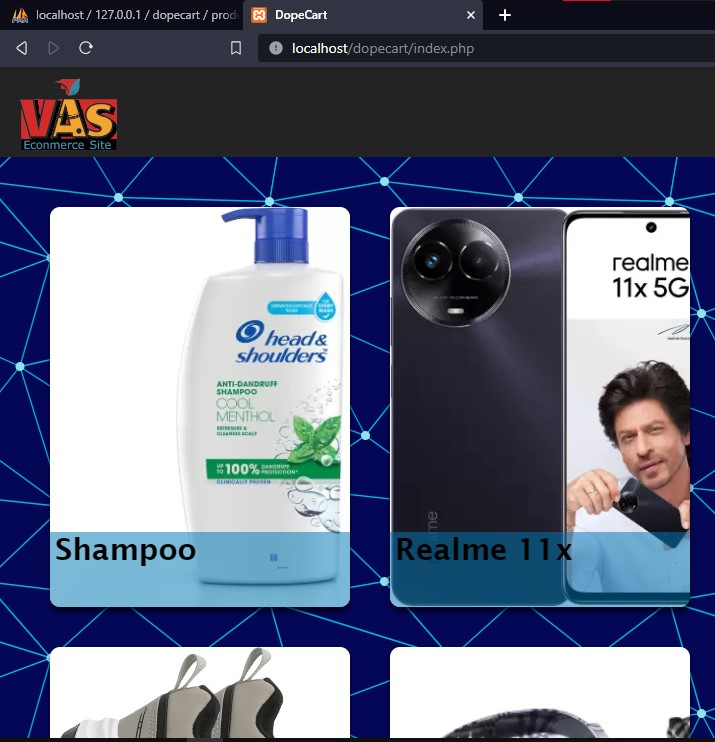 localhost / 127.0.0.1 / dopecart / prod
DopeCart
localhost/dopecart/index.php
VAS
Econmerce Site
head&
shoulders
ANTI-DANDRUFF
SHAMPOO
COOL
MENTHOL
REFRESHES &
CLEANSES SCALP
UP TO 100% DANDRUFF PROTECTION*
CLINICALLY PROVEN
Shampoo
realme
11x 5G
realme
Realme 11x